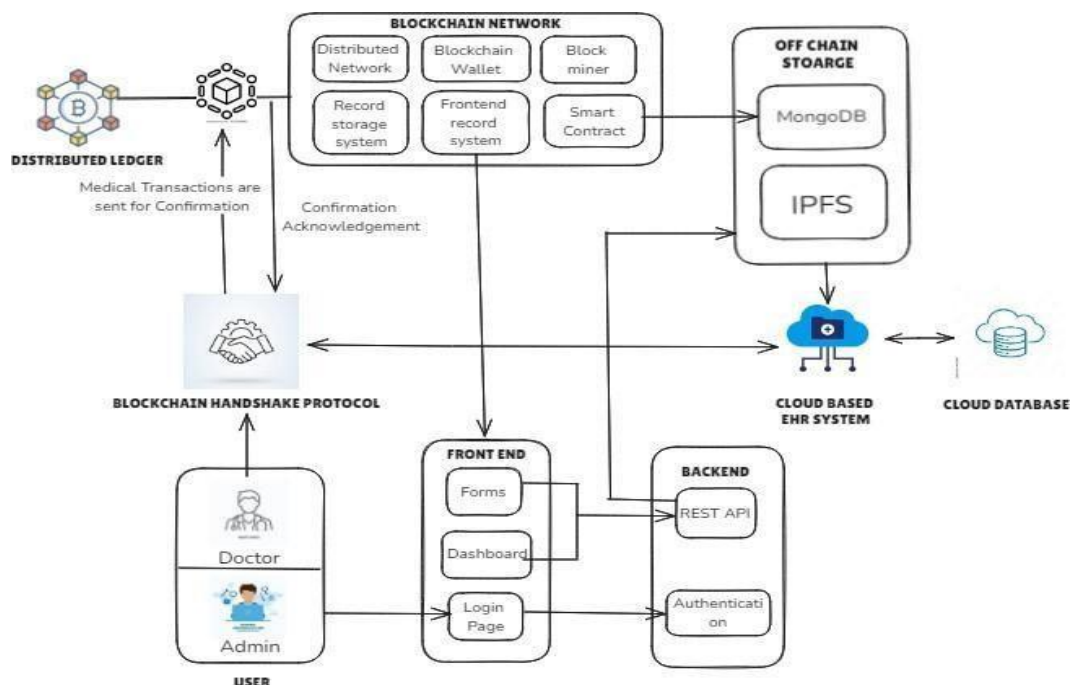 BLOCKCHAIN NETWORK
Distributed
Network
Blockchain
Wallet
Block
miner
Record
storage
system
Frontend
record
system
Smart
Contract
OFF CHAIN
STOARGE
MongoDB
IPFS
DISTRIBUTED LEDGER
Medical Transactions are
sent for Confirmation
Confirmation
Acknowledgement
BLOCKCHAIN HANDSHAKE PROTOCOL
CLOUD BASED
EHR SYSTEM
CLOUD DATABASE
FRONT END
Forms
Dashboard
Login
Page
BACKEND
REST API
Authenticati
on
Doctor
Admin
USER